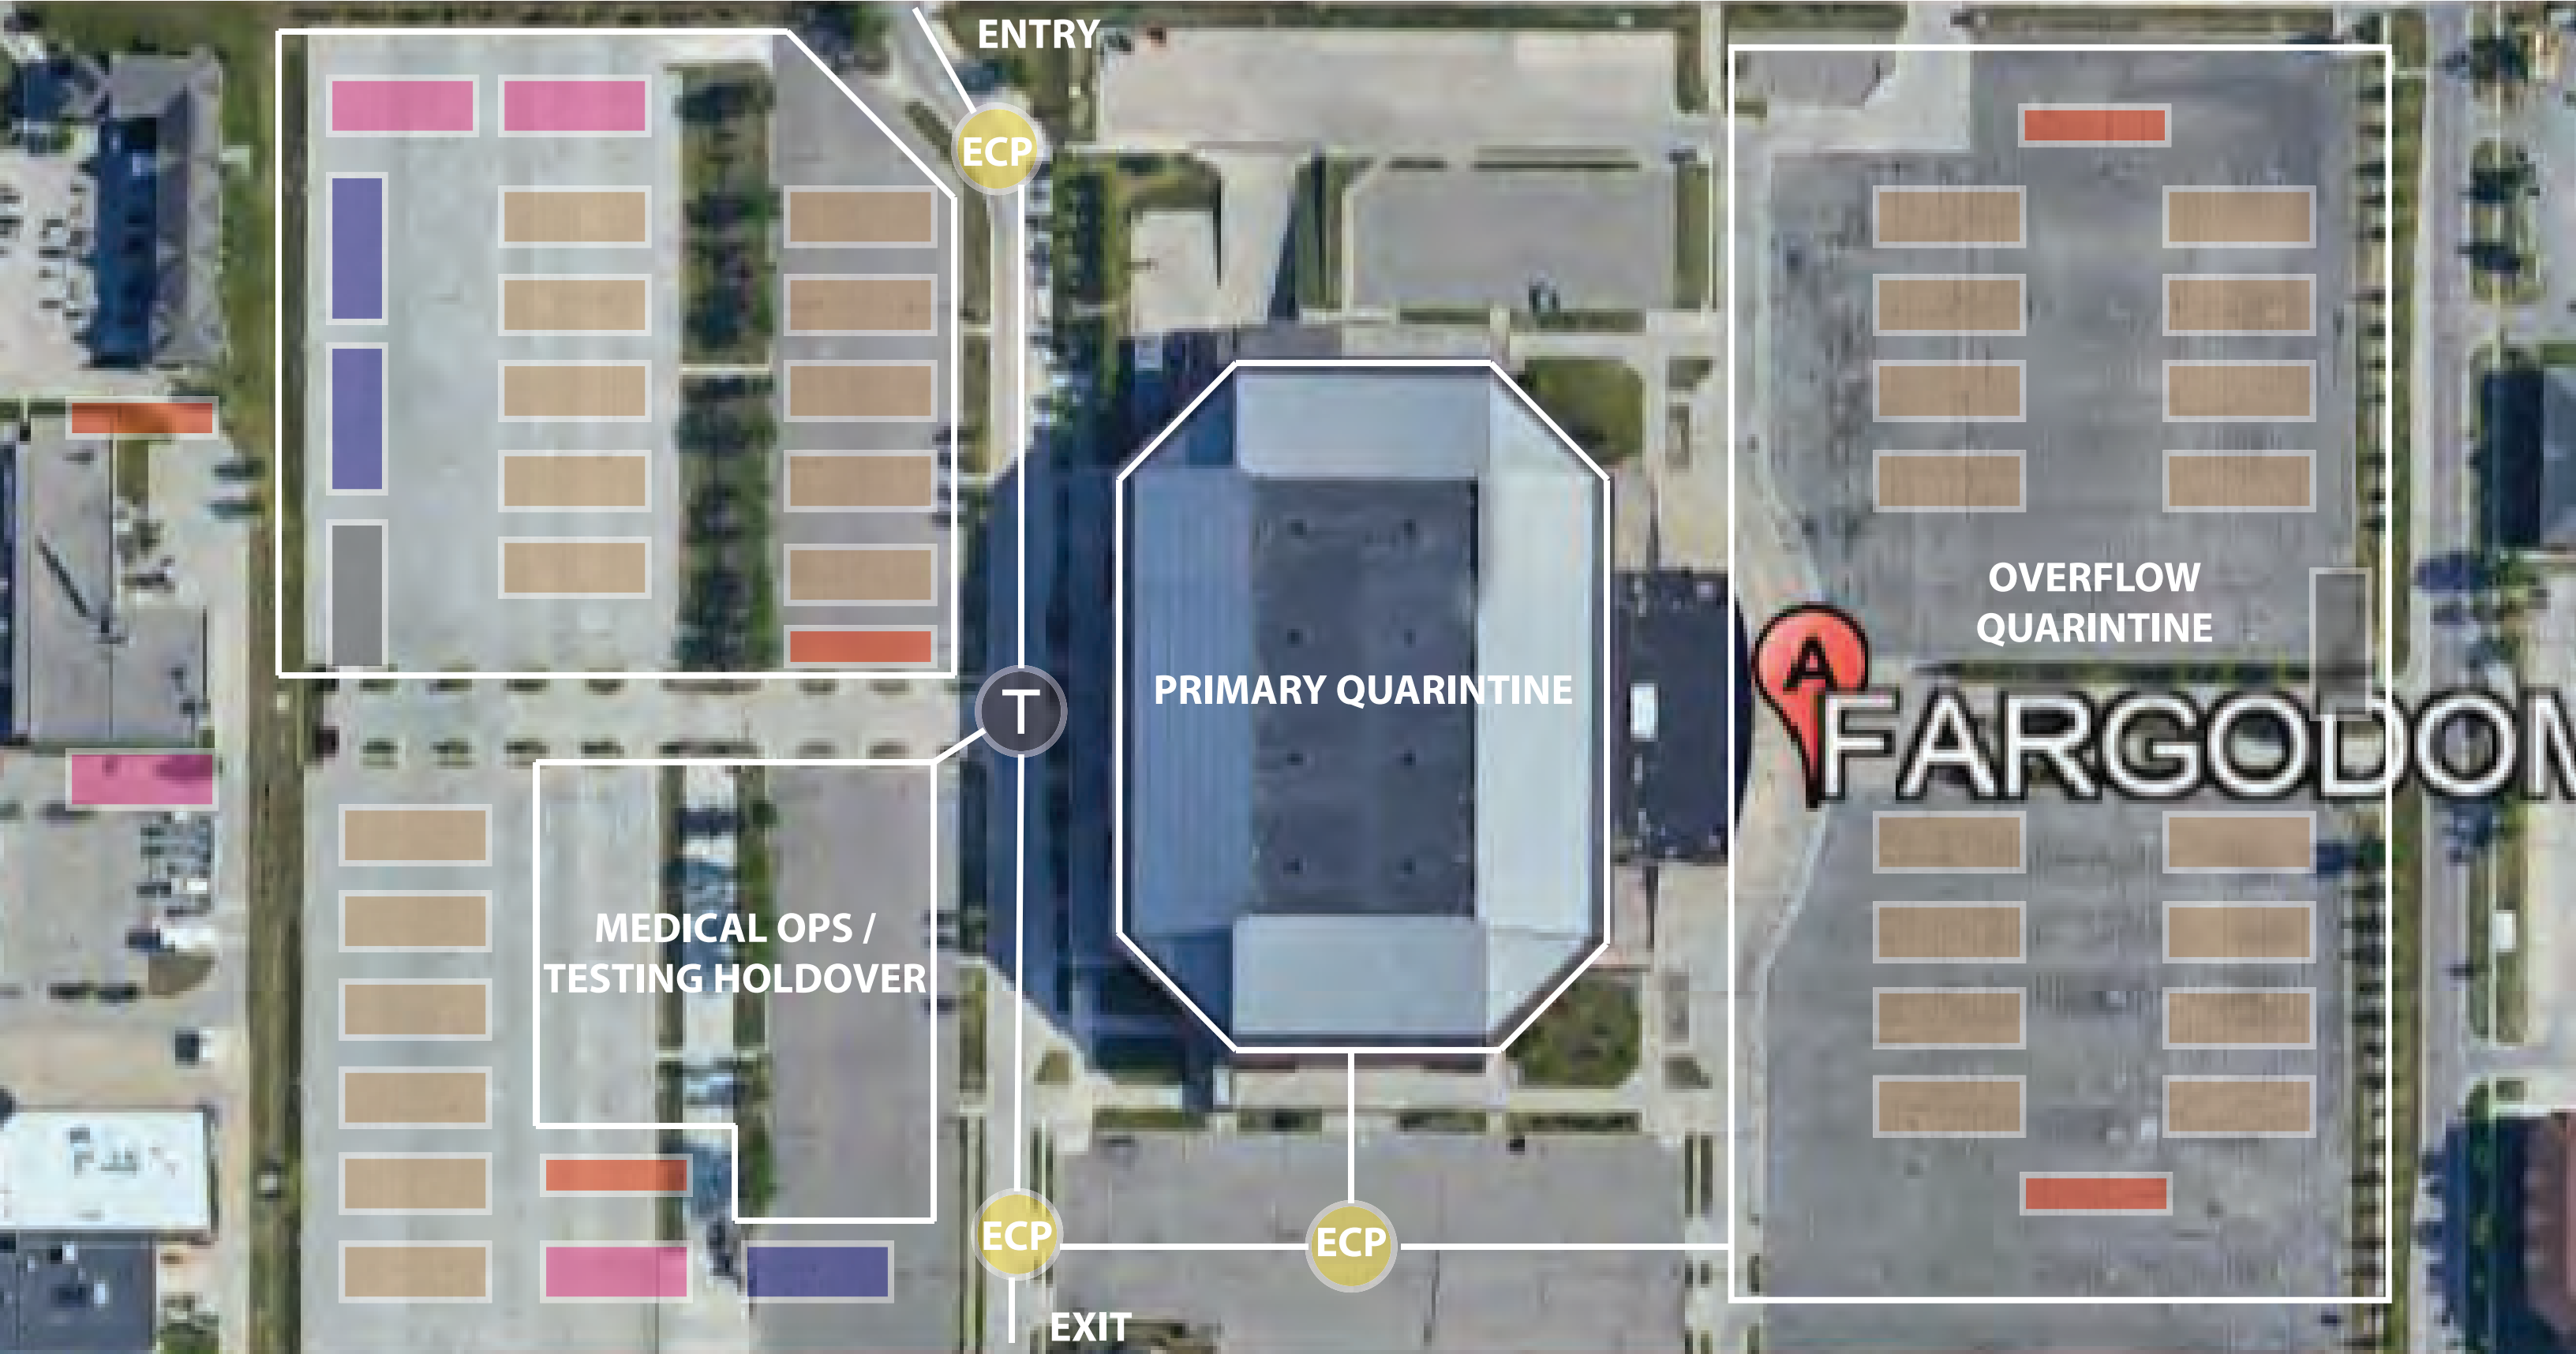 ENTRY
ECP
OVERFLOW
QUARINTINE
T
PRIMARY QUARINTINE
A
FARGODOM
MEDICAL OPS /
TESTING HOLDOVER
ECP
ECP
EXIT